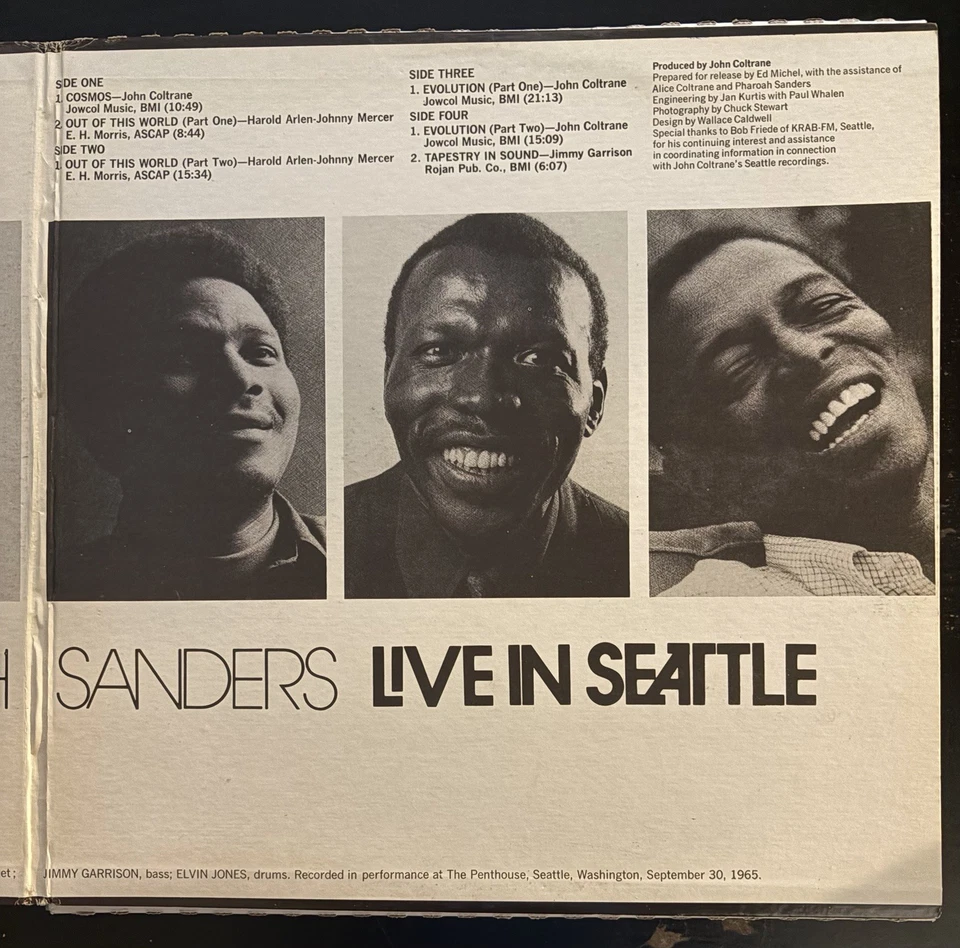 SIDE ONE
1 COSMOS—John Coltrane
Jowcol Music, BMI (10:49)
2 OUT OF THIS WORLD (Part One)—Harold Arlen-Johnny Mercer
E. H. Morris, ASCAP (8:44)
SIDE TWO
1 OUT OF THIS WORLD (Part Two)—Harold Arlen-Johnny Mercer
E. H. Morris, ASCAP (15:34)
SIDE THREE
1. EVOLUTION (Part One)—John Coltrane
Jowcol Music, BMI (21:13)
SIDE FOUR
1. EVOLUTION (Part Two)—John Coltrane
Jowcol Music, BMI (15:09)
2. TAPESTRY IN SOUND—Jimmy Garrison
Rojan Pub. Co., BMI (6:07)
Produced by John Coltrane
Prepared for release by Ed Michel, with the assistance of
Alice Coltrane and Pharoah Sanders
Engineering by Jan Kurtis with Paul Whalen
Photography by Chuck Stewart
Design by Wallace Caldwell
Special thanks to Bob Friede of KRAB-FM, Seattle,
for his continuing interest and assistance
in coordinating information in connection
with John Coltrane's Seattle recordings.
H SANDERS LIVE IN SEATTLE
et; JIMMY GARRISON, bass; ELVIN JONES, drums. Recorded in performance at The Penthouse, Seattle, Washington, September 30, 1965.